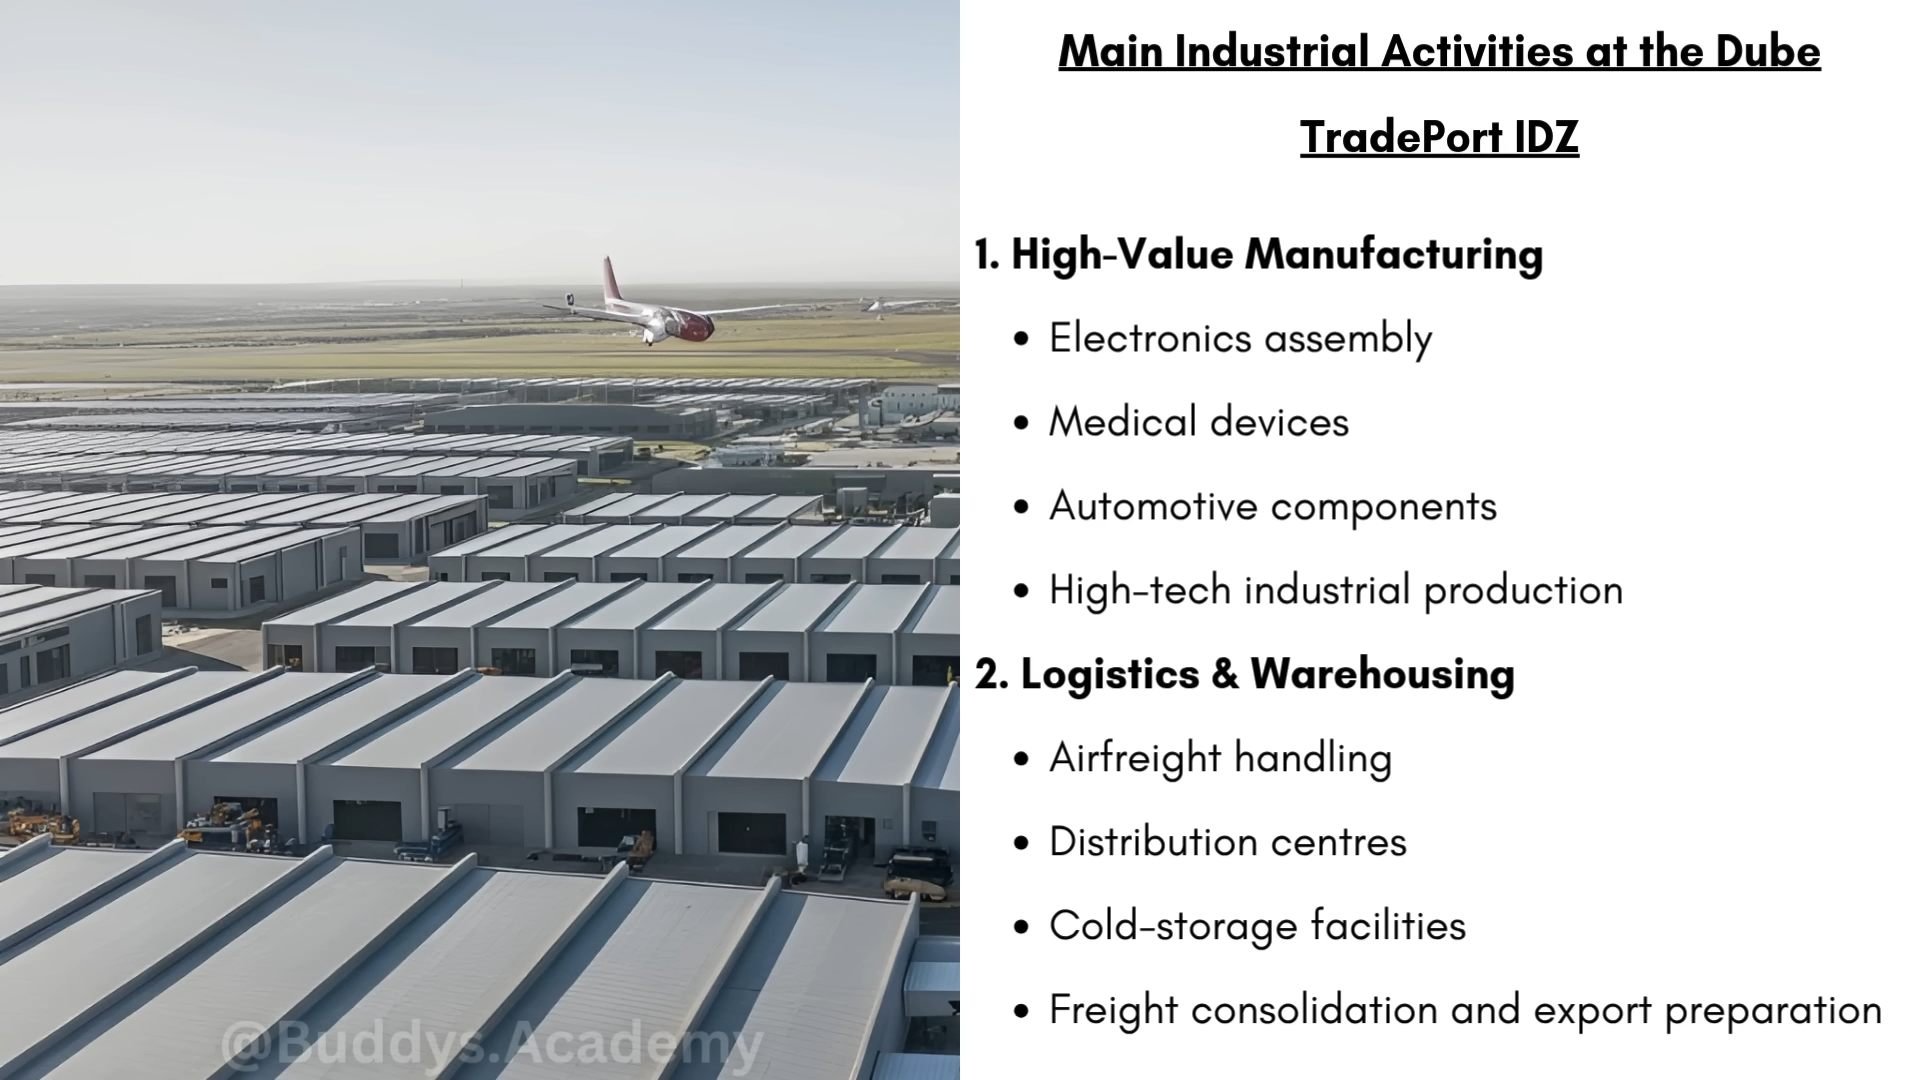 Main Industrial Activities at the Dube
TradePort IDZ
1. High-Value Manufacturing
• Electronics assembly
• Medical devices
• Automotive components
• High-tech industrial production
2. Logistics & Warehousing
• Airfreight handling
• Distribution centres
• Cold-storage facilities
• Freight consolidation and export preparation
@Buddys.Academy